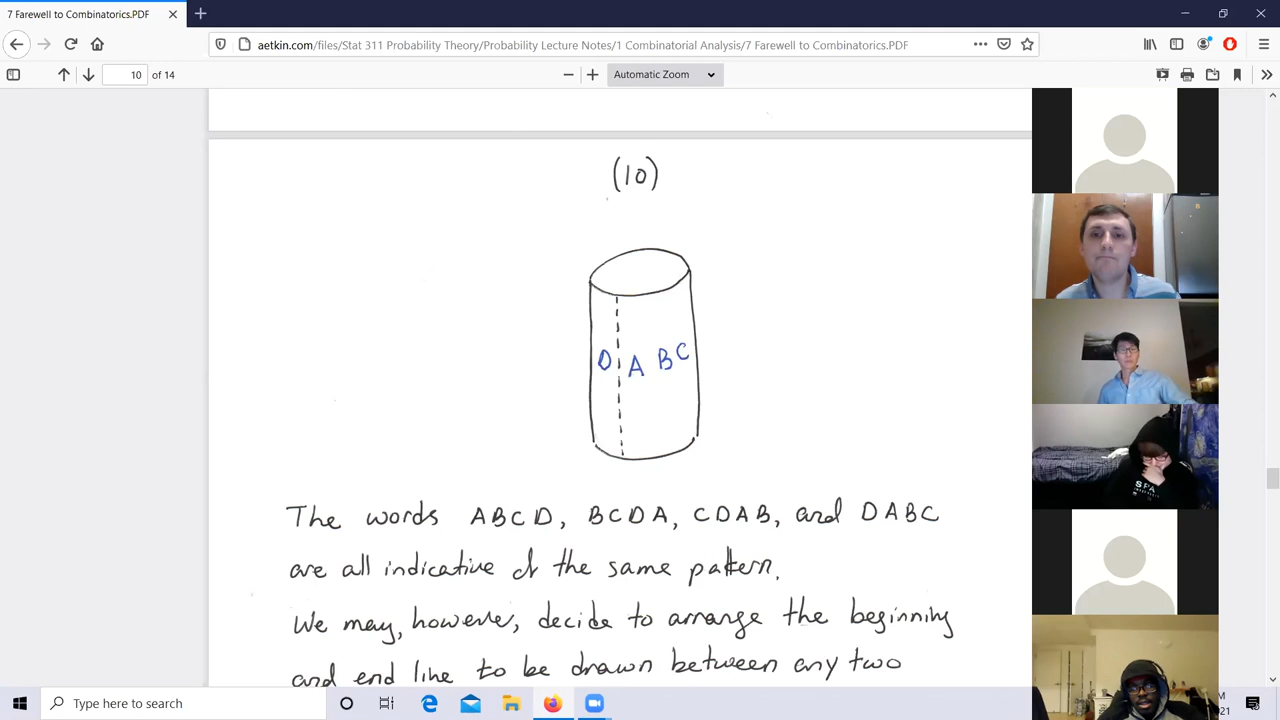 7 Farewell to Combinatorics.PDF
aetkin.com/files/Stat 311 Probability Theory/Probability Lecture Notes/1 Combinatorial Analysis/7 Farewell to Combinatorics.PDF
10 of 14
Automatic Zoom
(10)
D A B C
The words ABCD, BCDA, CDAB, and DABC
are all indicative of the same pattern.
We may, however, decide to arrange the beginning
and end line to be drawn between any two
SPA
Type here to search
M
021